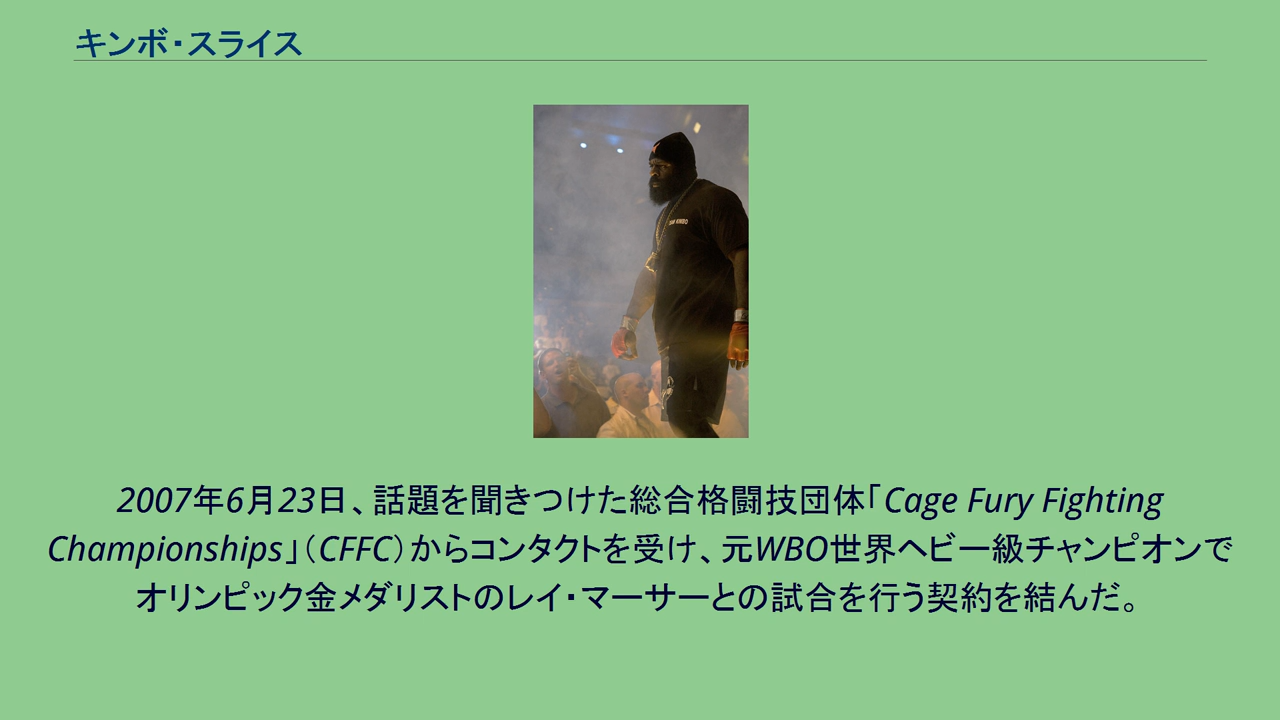 キンボ・スライス
2007年6月23日、話題を聞きつけた総合格闘技団体「Cage Fury Fighting
Championships」（CFFC）からコンタクトを受け、元WBO世界ヘビー級チャンピオンで
オリンピック金メダリストのレイ・マーサーとの試合を行う契約を結んだ。